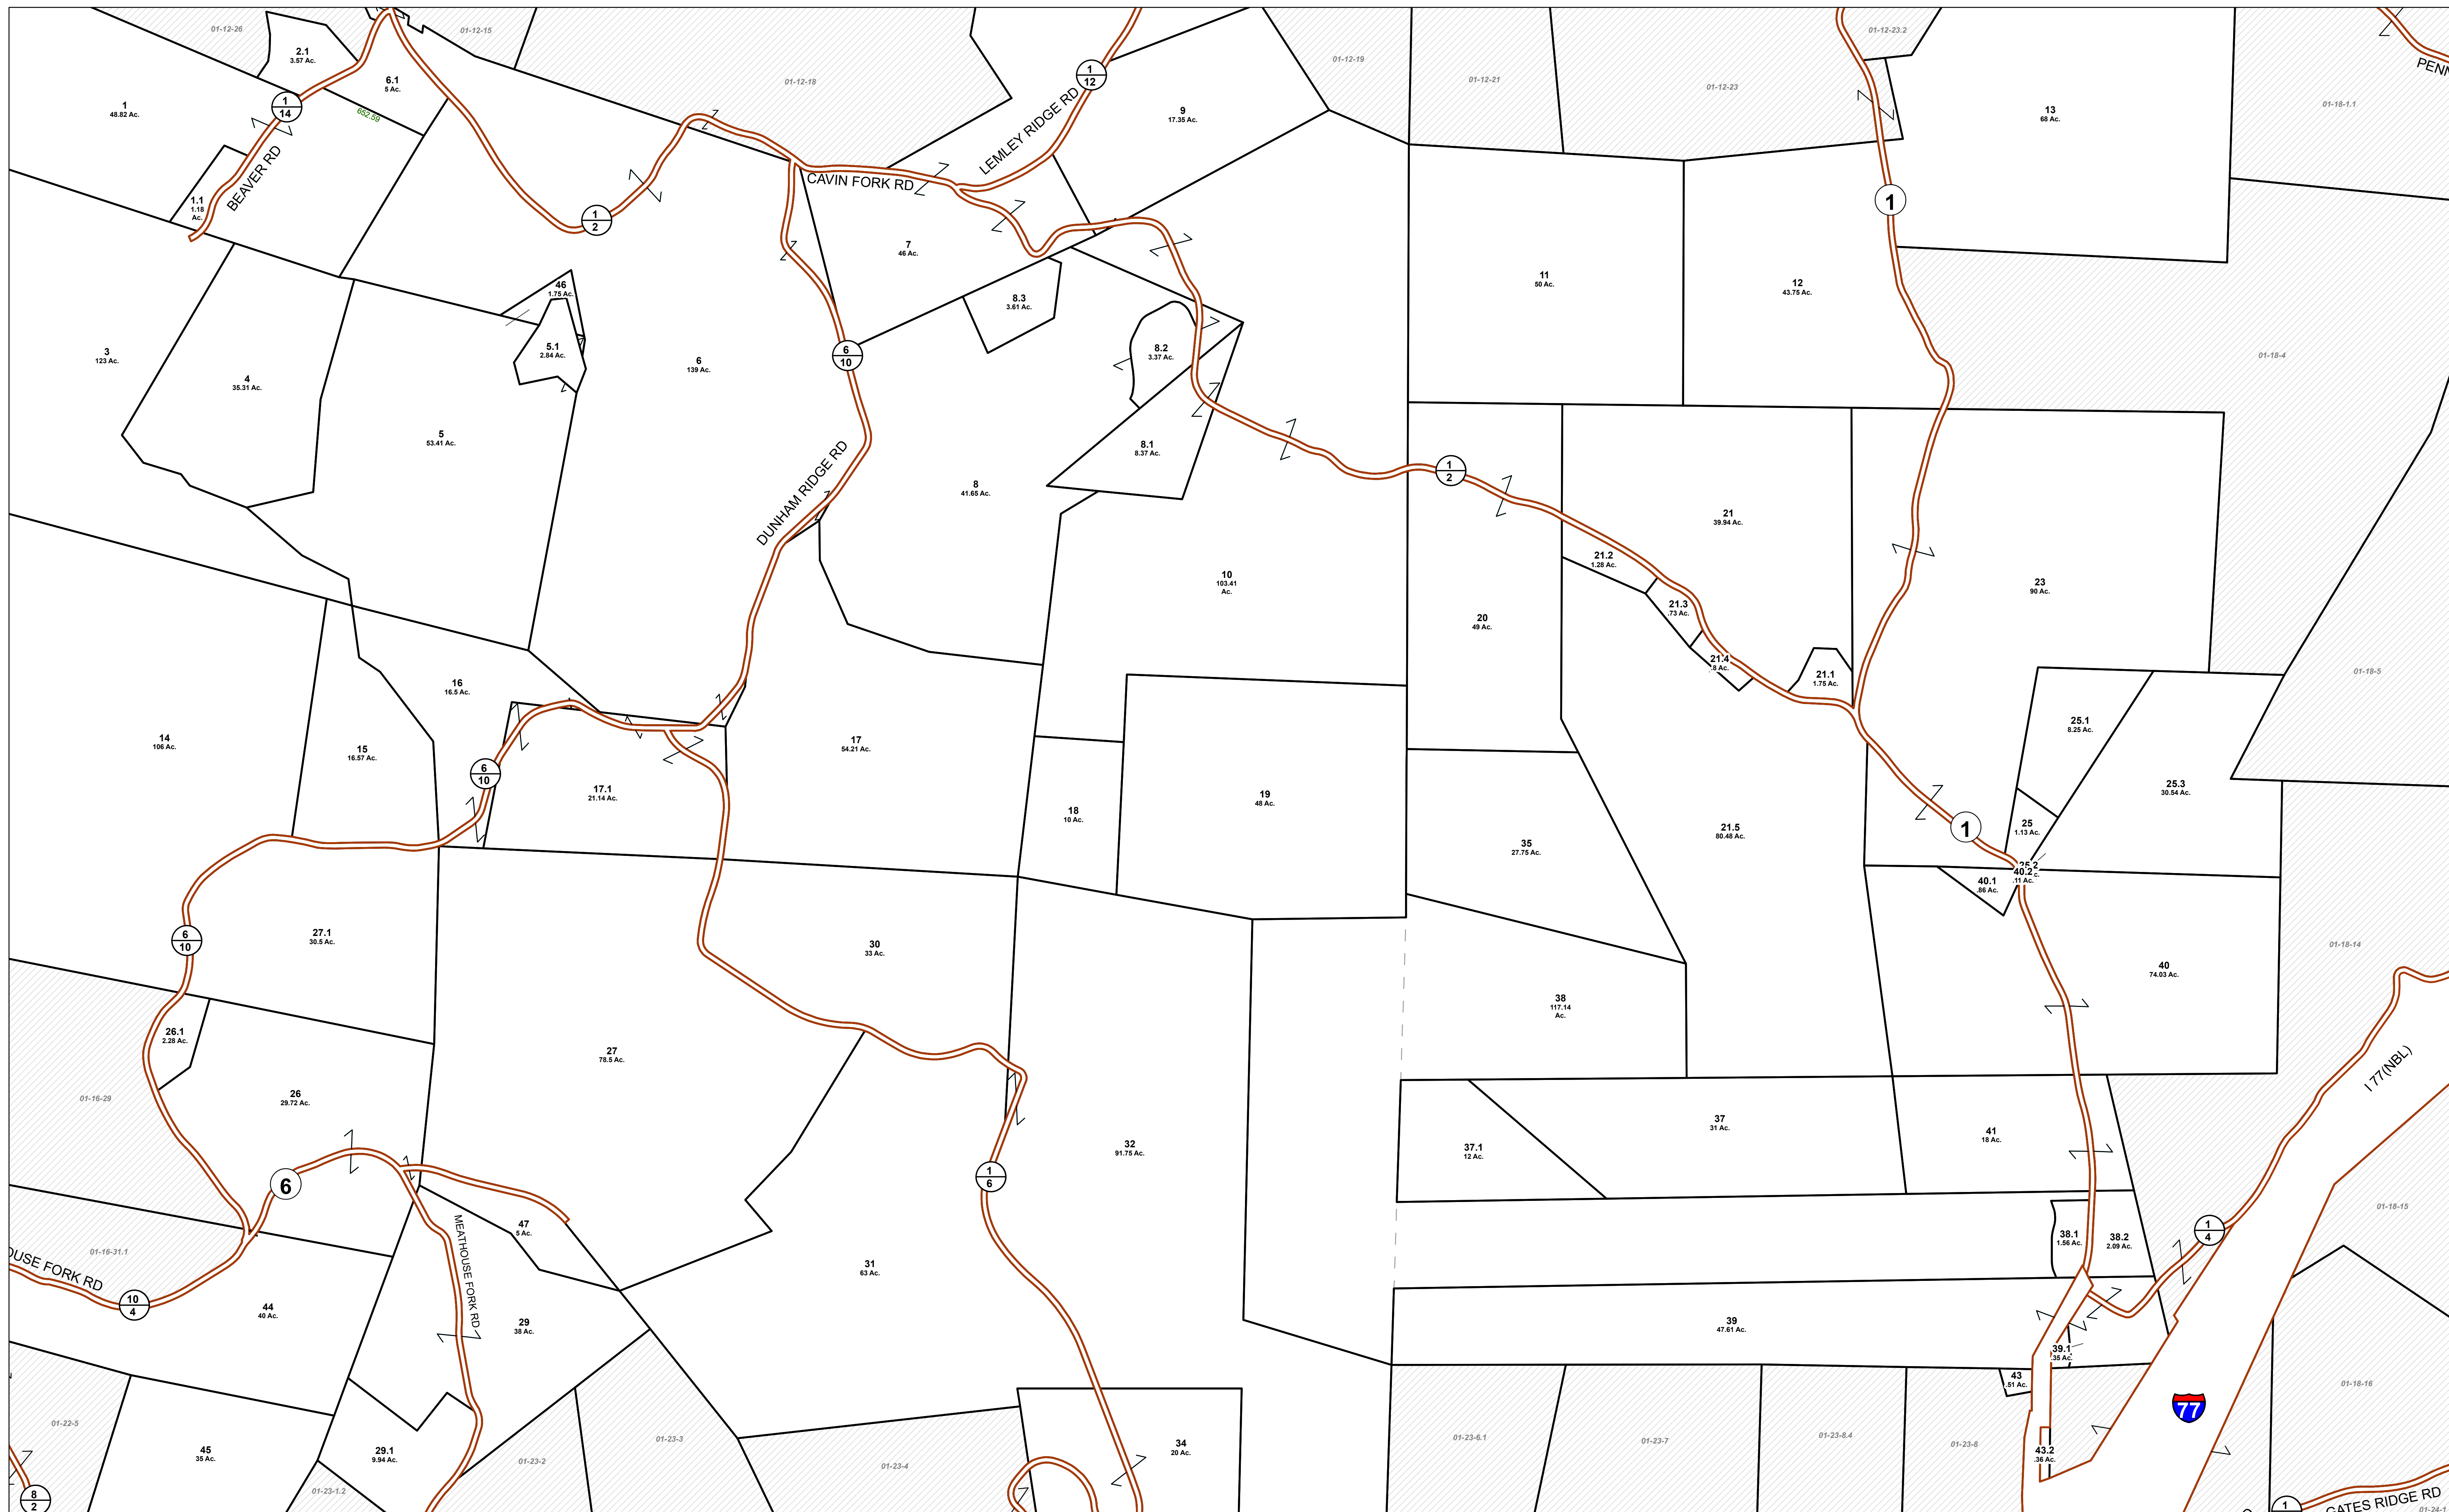 01-12-26
01-12-15
01-12-18
01-12-19
01-12-21
01-12-23
01-12-23.2
01-18-1.1
2.1
3.57 Ac.
6.1
5 Ac.
652.59
1
48.82 Ac.
1
14
1
12
9
17.35 Ac.
13
68 Ac.
BEAVER RD
1.1
1.18
Ac.
1
2
CAVIN FORK RD
LEMLEY RIDGE RD
1
7
46 Ac.
11
50 Ac.
12
43.75 Ac.
46
1.75 Ac.
8.3
3.61 Ac.
3
123 Ac.
4
35.31 Ac.
5.1
2.84 Ac.
6
139 Ac.
6
10
8.2
3.37 Ac.
01-18-4
5
53.41 Ac.
8.1
8.37 Ac.
DUNHAM RIDGE RD
8
41.65 Ac.
1
2
21
39.94 Ac.
21.2
1.28 Ac.
10
103.41
Ac.
23
90 Ac.
20
49 Ac.
21.3
.73 Ac.
21.4
.8 Ac.
21.1
1.75 Ac.
01-18-5
16
16.5 Ac.
25.1
8.25 Ac.
14
106 Ac.
15
16.57 Ac.
17
54.21 Ac.
6
10
17.1
21.14 Ac.
18
10 Ac.
19
48 Ac.
25.3
30.54 Ac.
35
27.75 Ac.
21.5
80.48 Ac.
1
25
1.13 Ac.
25.2
40.2
.11 Ac.
40.1
.86 Ac.
6
10
27.1
30.5 Ac.
30
33 Ac.
01-18-14
40
74.03 Ac.
38
117.14
Ac.
26.1
2.28 Ac.
27
78.5 Ac.
I 77(NBL)
01-16-29
26
29.72 Ac.
32
91.75 Ac.
37.1
12 Ac.
37
31 Ac.
41
18 Ac.
6
1
6
01-18-15
47
5 Ac.
MEATHOUSE FORK RD
38.1
1.56 Ac.
38.2
2.09 Ac.
1
4
01-16-31.1
OUSE FORK RD
10
4
31
63 Ac.
44
40 Ac.
29
38 Ac.
39
47.61 Ac.
39.1
.35 Ac.
43
.51 Ac.
01-18-16
77
01-22-5
45
35 Ac.
29.1
9.94 Ac.
01-23-3
01-23-2
01-23-4
34
20 Ac.
01-23-6.1
01-23-7
01-23-8.4
01-23-8
43.2
.36 Ac.
8
2
01-23-1.2
1
GATES RIDGE RD
PENN